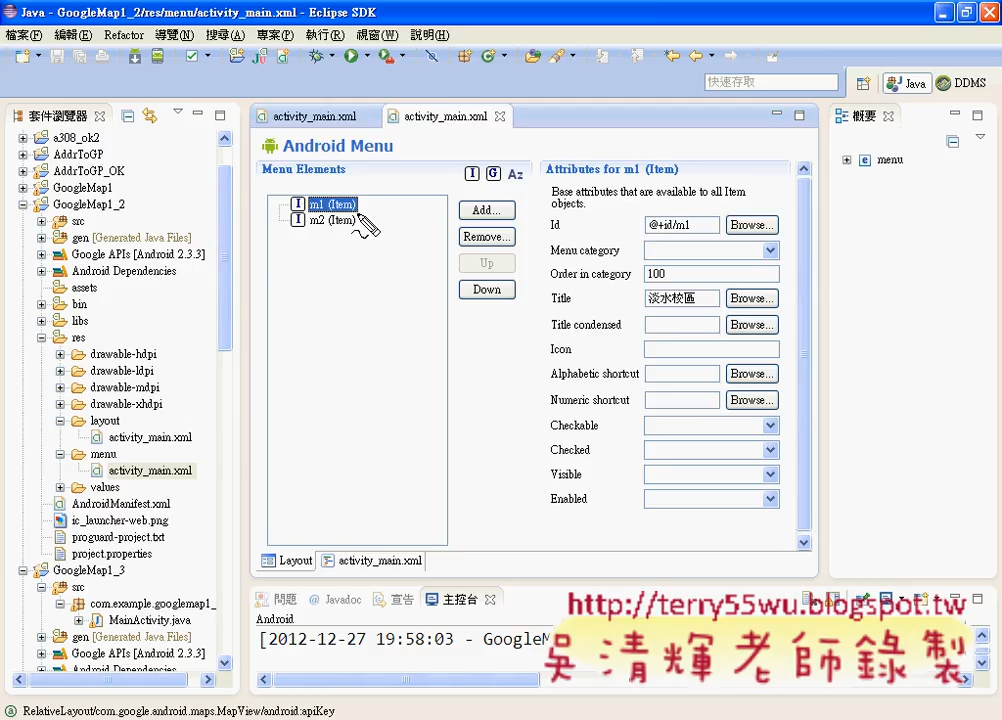 Java - GoogleMap1_2/res/menu/activity_main.xml - Eclipse SDK
檔案(F) 編輯(E) Refactor 導覽(N) 搜尋(A) 專案(P) 執行(R) 視窗(W) 說明(H)
快速存取 Java DDMS
套件瀏覽器
a308_ok2
AddrToGP
AddrToGP_OK
GoogleMap1
GoogleMap1_2
src
gen [Generated Java Files]
Google APIs [Android 2.3.3]
Android Dependencies
assets
bin
libs
res
drawable-hdpi
drawable-ldpi
drawable-mdpi
drawable-xhdpi
layout
activity_main.xml
menu
activity_main.xml
values
AndroidManifest.xml
ic_launcher-web.png
proguard-project.txt
project.properties
GoogleMap1_3
src
com.example.googlemap1_
MainActivity.java
gen [Generated Java Files]
Google APIs [Android 2.3.3]
Android Dependencies
activity_main.xml activity_main.xml
Android Menu
Menu Elements
I G Az
I m1 (Item)
I m2 (Item)
Add...
Remove...
Up
Down
Attributes for m1 (Item)
Base attributes that are available to all Item
objects.
Id @+id/m1 Browse...
Menu category
Order in category 100
Title 淡水校區 Browse...
Title condensed Browse...
Icon
Alphabetic shortcut Browse...
Numeric shortcut Browse...
Checkable
Checked
Visible
Enabled
Layout activity_main.xml
概要
e menu
問題 @ Javadoc 宣告 主控台
Android
[2012-12-27 19:58:03 - GoogleM
http://terry55wu.blogspot.tw
吳清輝老師錄製
RelativeLayout/com.google.android.maps.MapView/android:apiKey